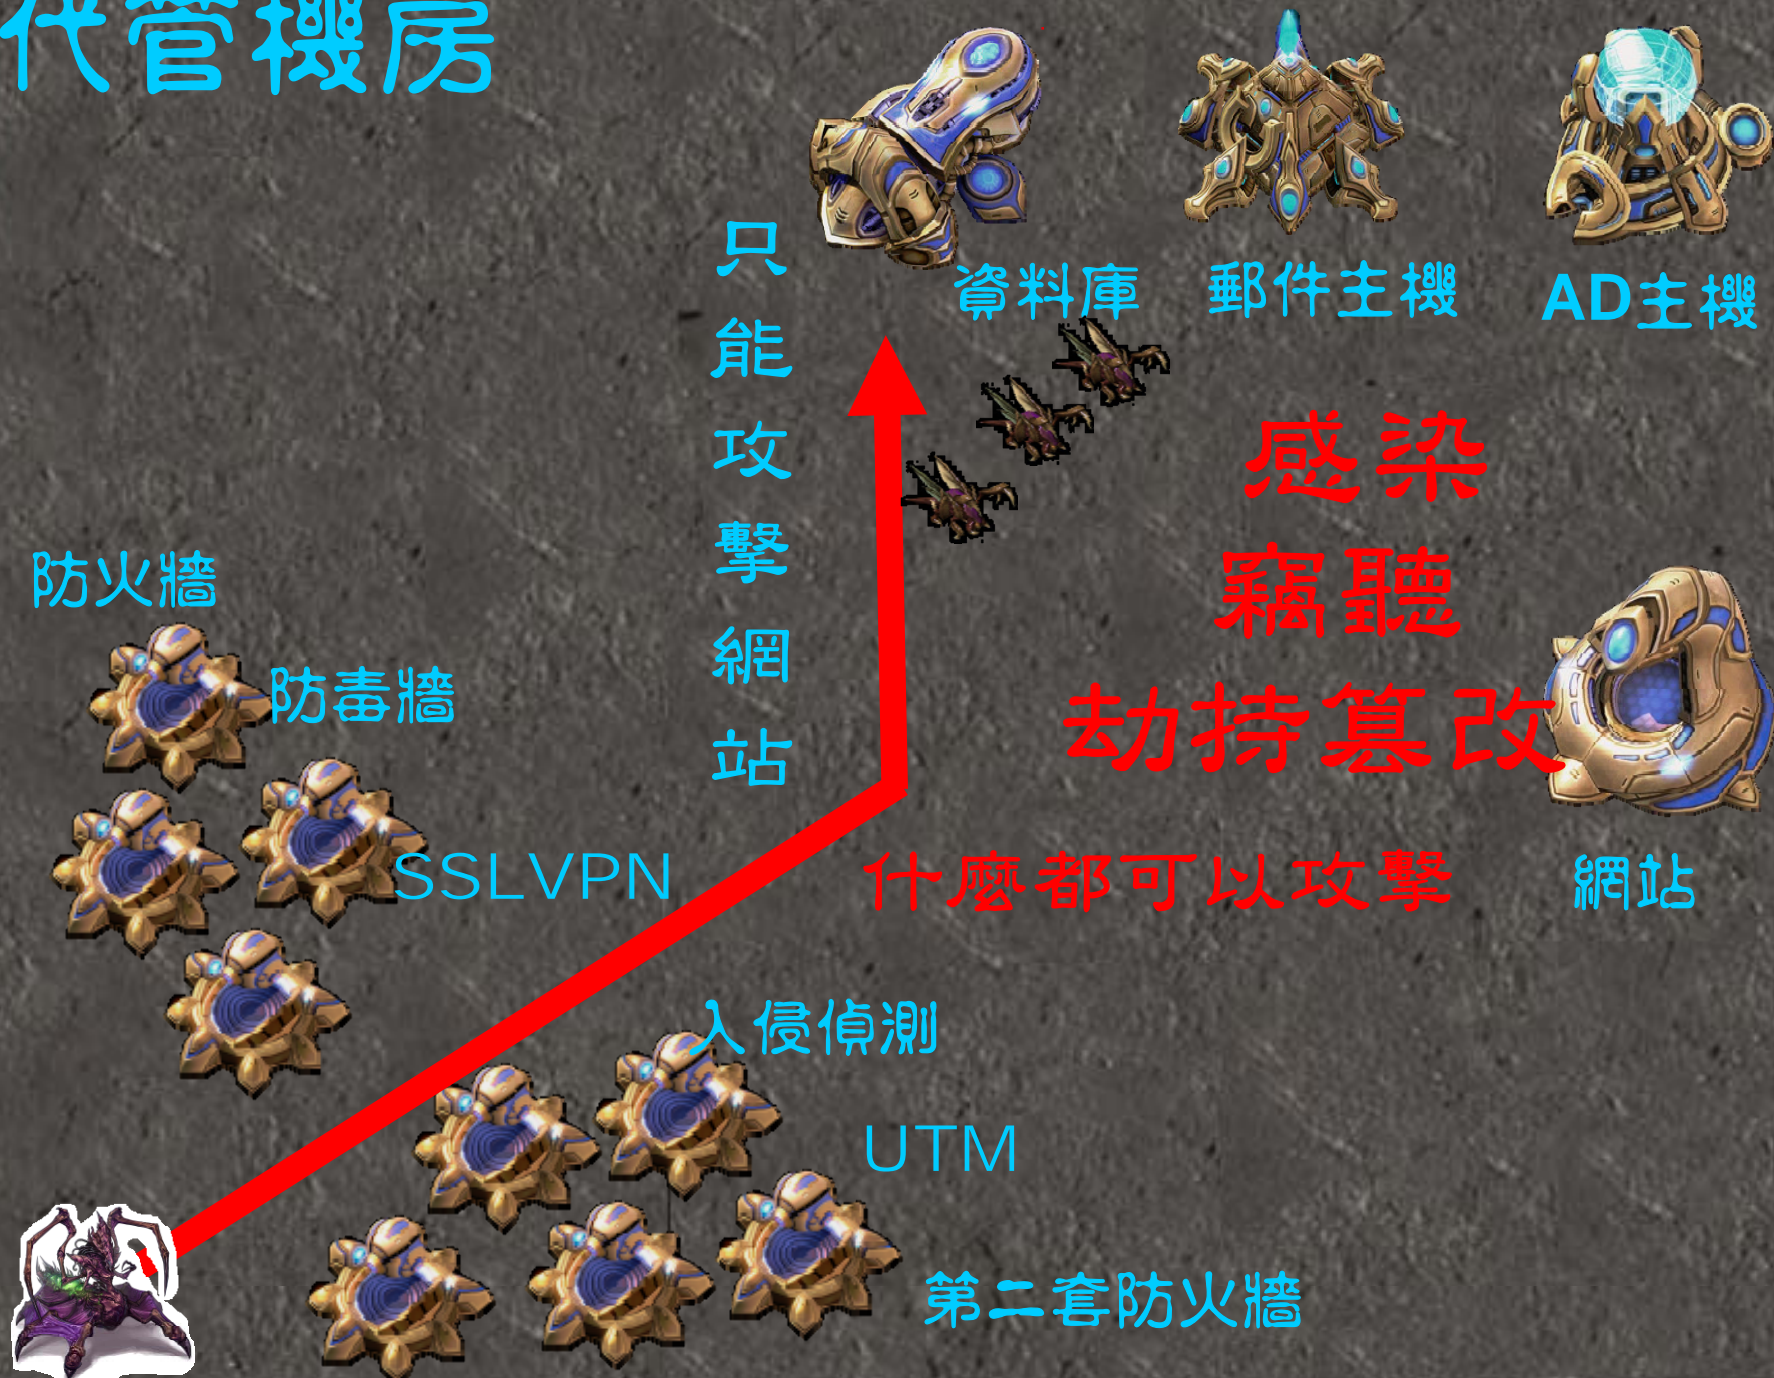 代管機房
資料庫
郵件主機
AD主機
只能攻擊網站
感染
竊聽
劫持篡改
防火牆
防毒牆
SSLVPN
什麼都可以攻擊
網站
入侵偵測
UTM
第二套防火牆